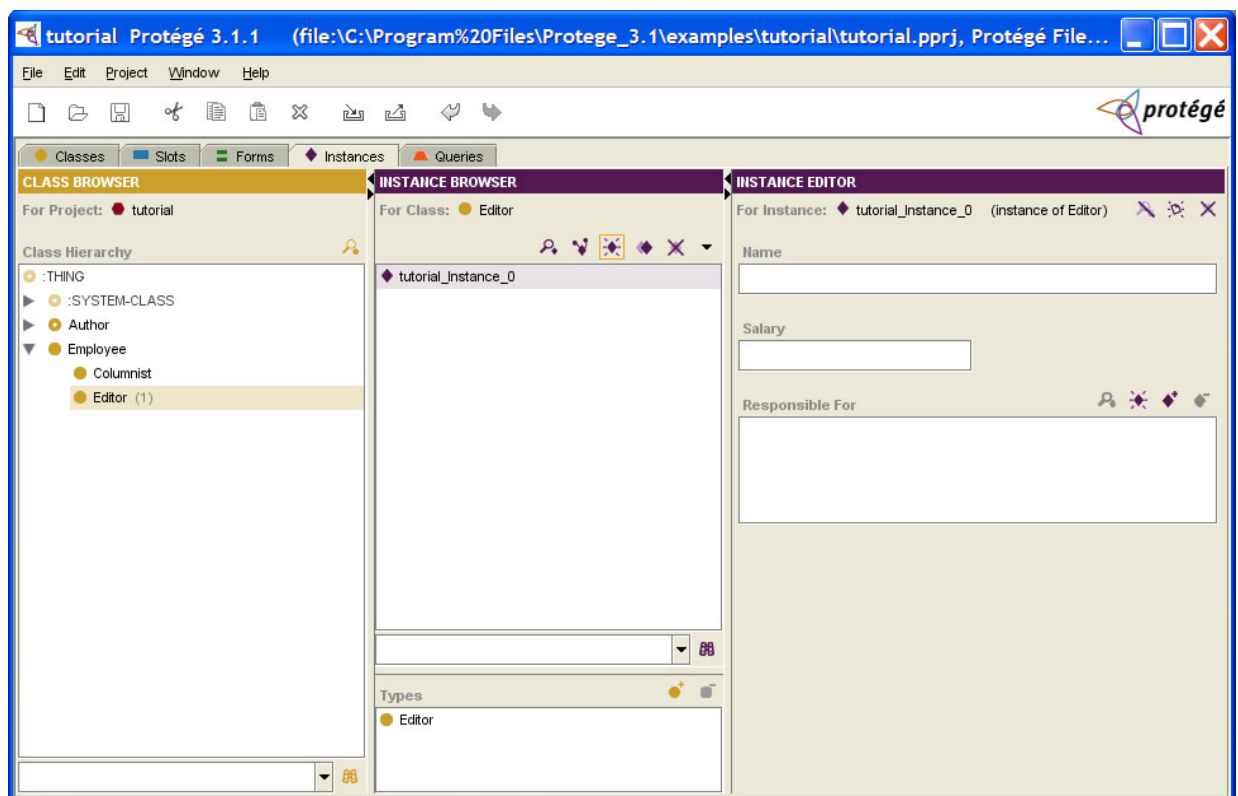 tutorial Protégé 3.1.1 (file:\C:\Program%20Files\Protege_3.1\examples\tutorial\tutorial.pprj, Protégé File...
File Edit Project Window Help
protégé
Classes Slots Forms Instances Queries
CLASS BROWSER
For Project: tutorial
Class Hierarchy
:THING
:SYSTEM-CLASS
Author
Employee
Columnist
Editor (1)
INSTANCE BROWSER
For Class: Editor
tutorial_Instance_0
Types
Editor
INSTANCE EDITOR
For Instance: tutorial_Instance_0 (instance of Editor)
Name
Salary
Responsible For